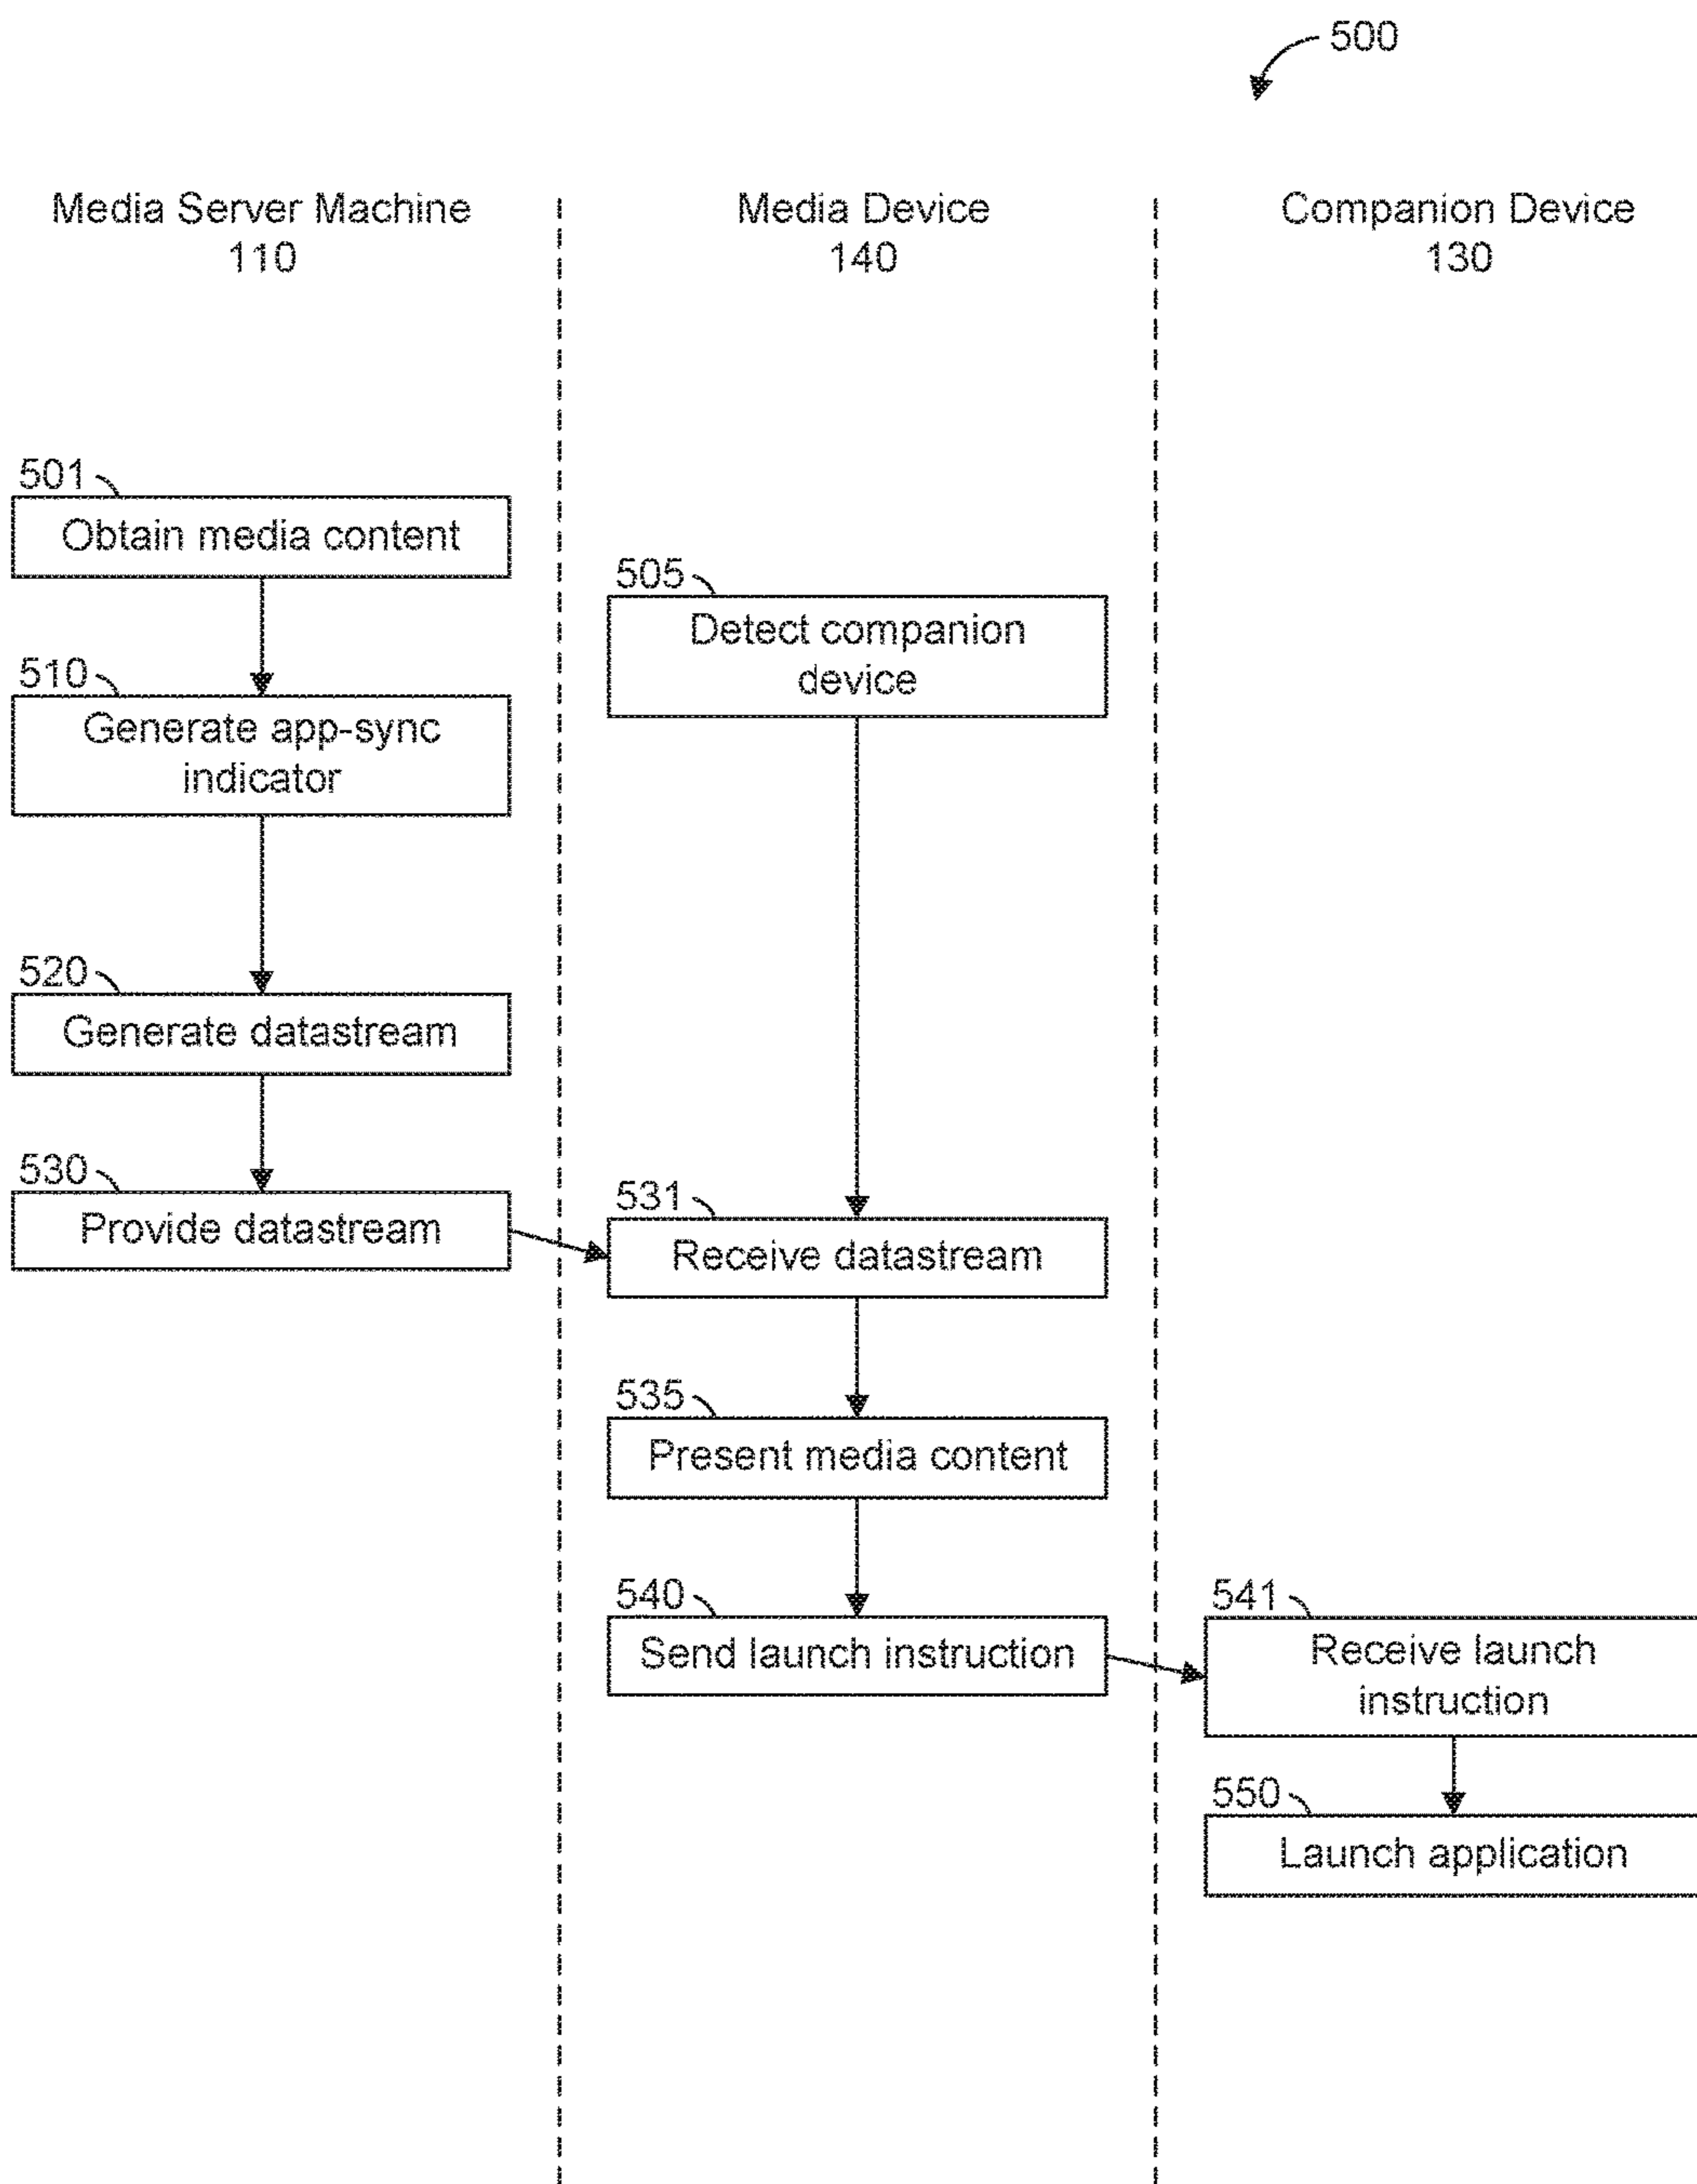 500
Media Server Machine
110
Media Device
140
Companion Device
130
501
Obtain media content
505
Detect companion
device
510
Generate app-sync
indicator
520
Generate datastream
530
Provide datastream
531
Receive datastream
535
Present media content
540
Send launch instruction
541
Receive launch
instruction
550
Launch application